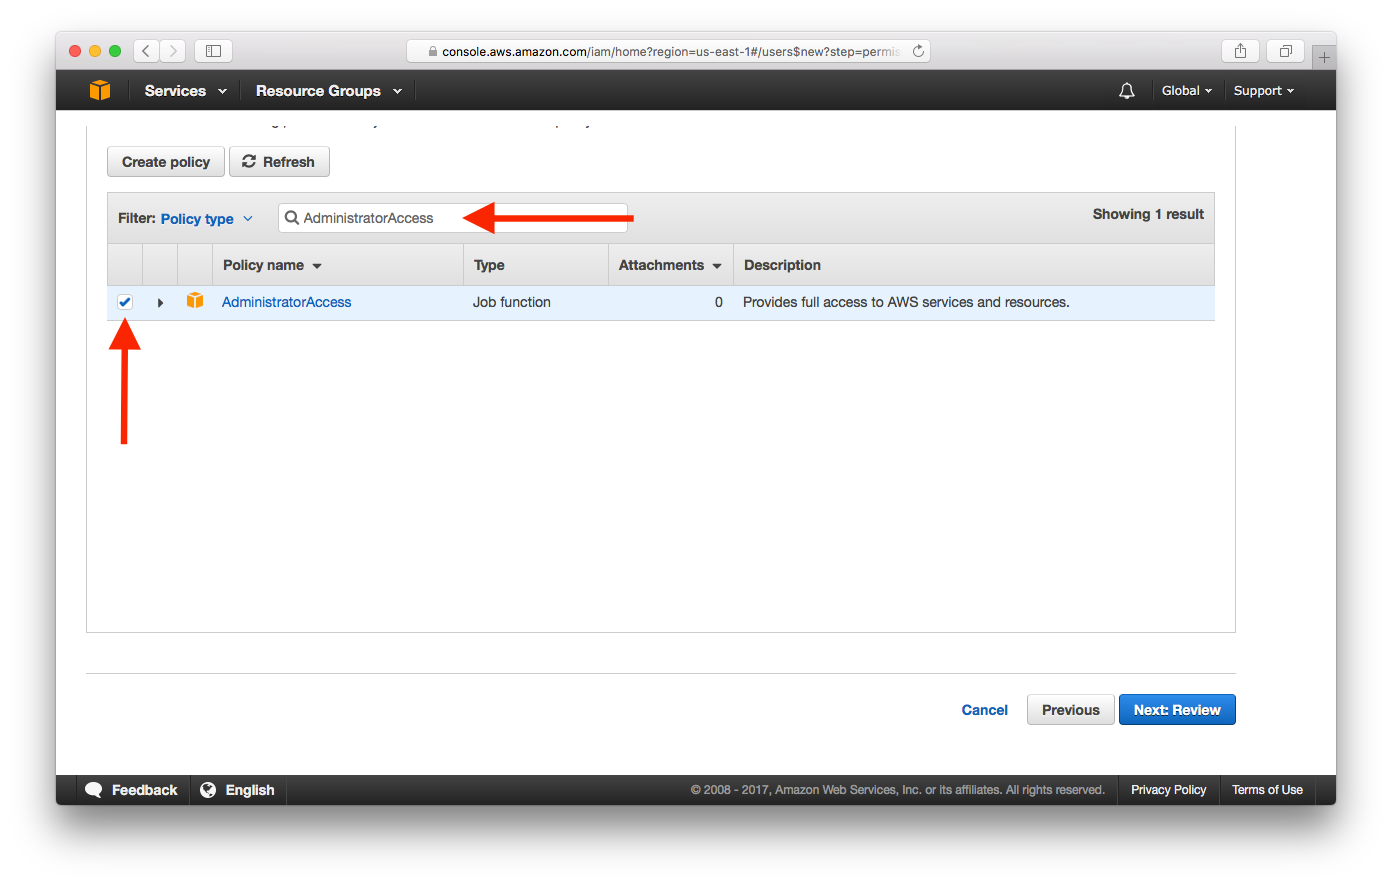 console.aws.amazon.com/iam/home?region=us-east-1#/users$new?step=permis
Services
Resource Groups
Global
Support
Create policy
Refresh
Filter: Policy type
AdministratorAccess
Showing 1 result
Policy name
Type
Attachments
Description
AdministratorAccess
Job function
0
Provides full access to AWS services and resources.
Cancel
Previous
Next: Review
Feedback
English
© 2008 - 2017, Amazon Web Services, Inc. or its affiliates. All rights reserved.
Privacy Policy
Terms of Use